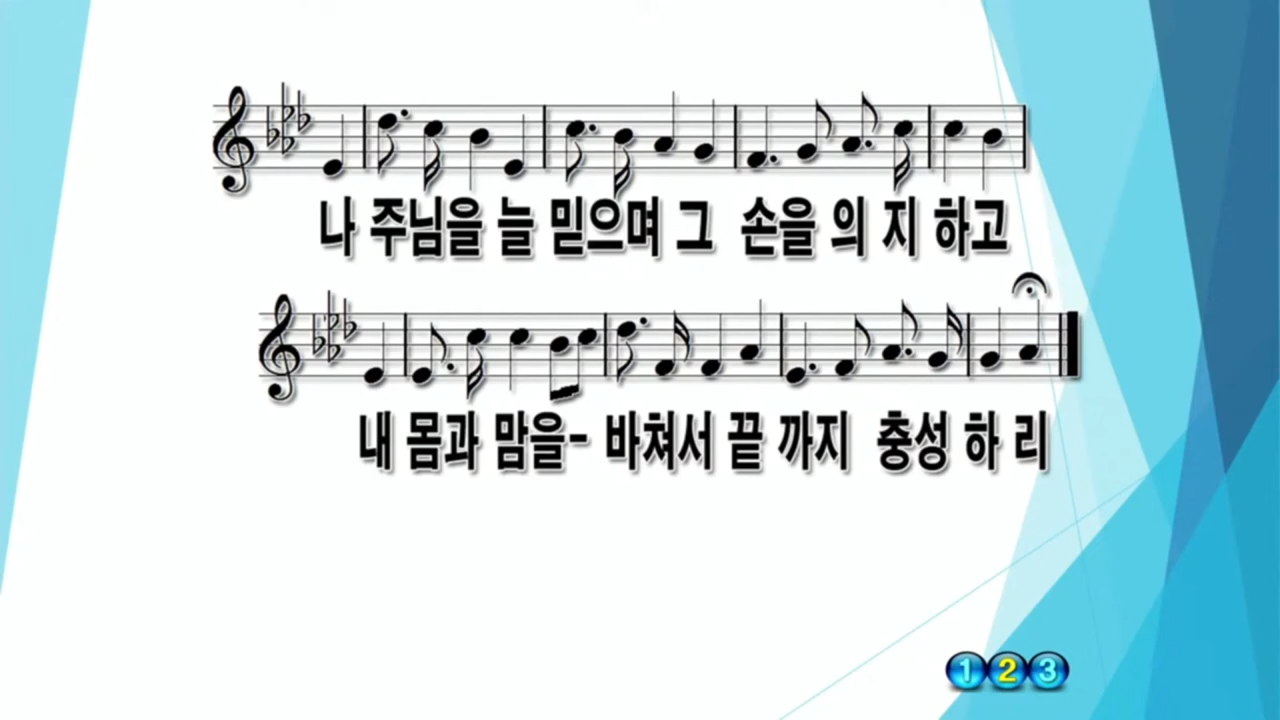 나 주님을 늘 믿으며 그 손을 의 지 하고
내 몸과 맘을- 바쳐서 끝 까지 충성 하 리
1 2 3